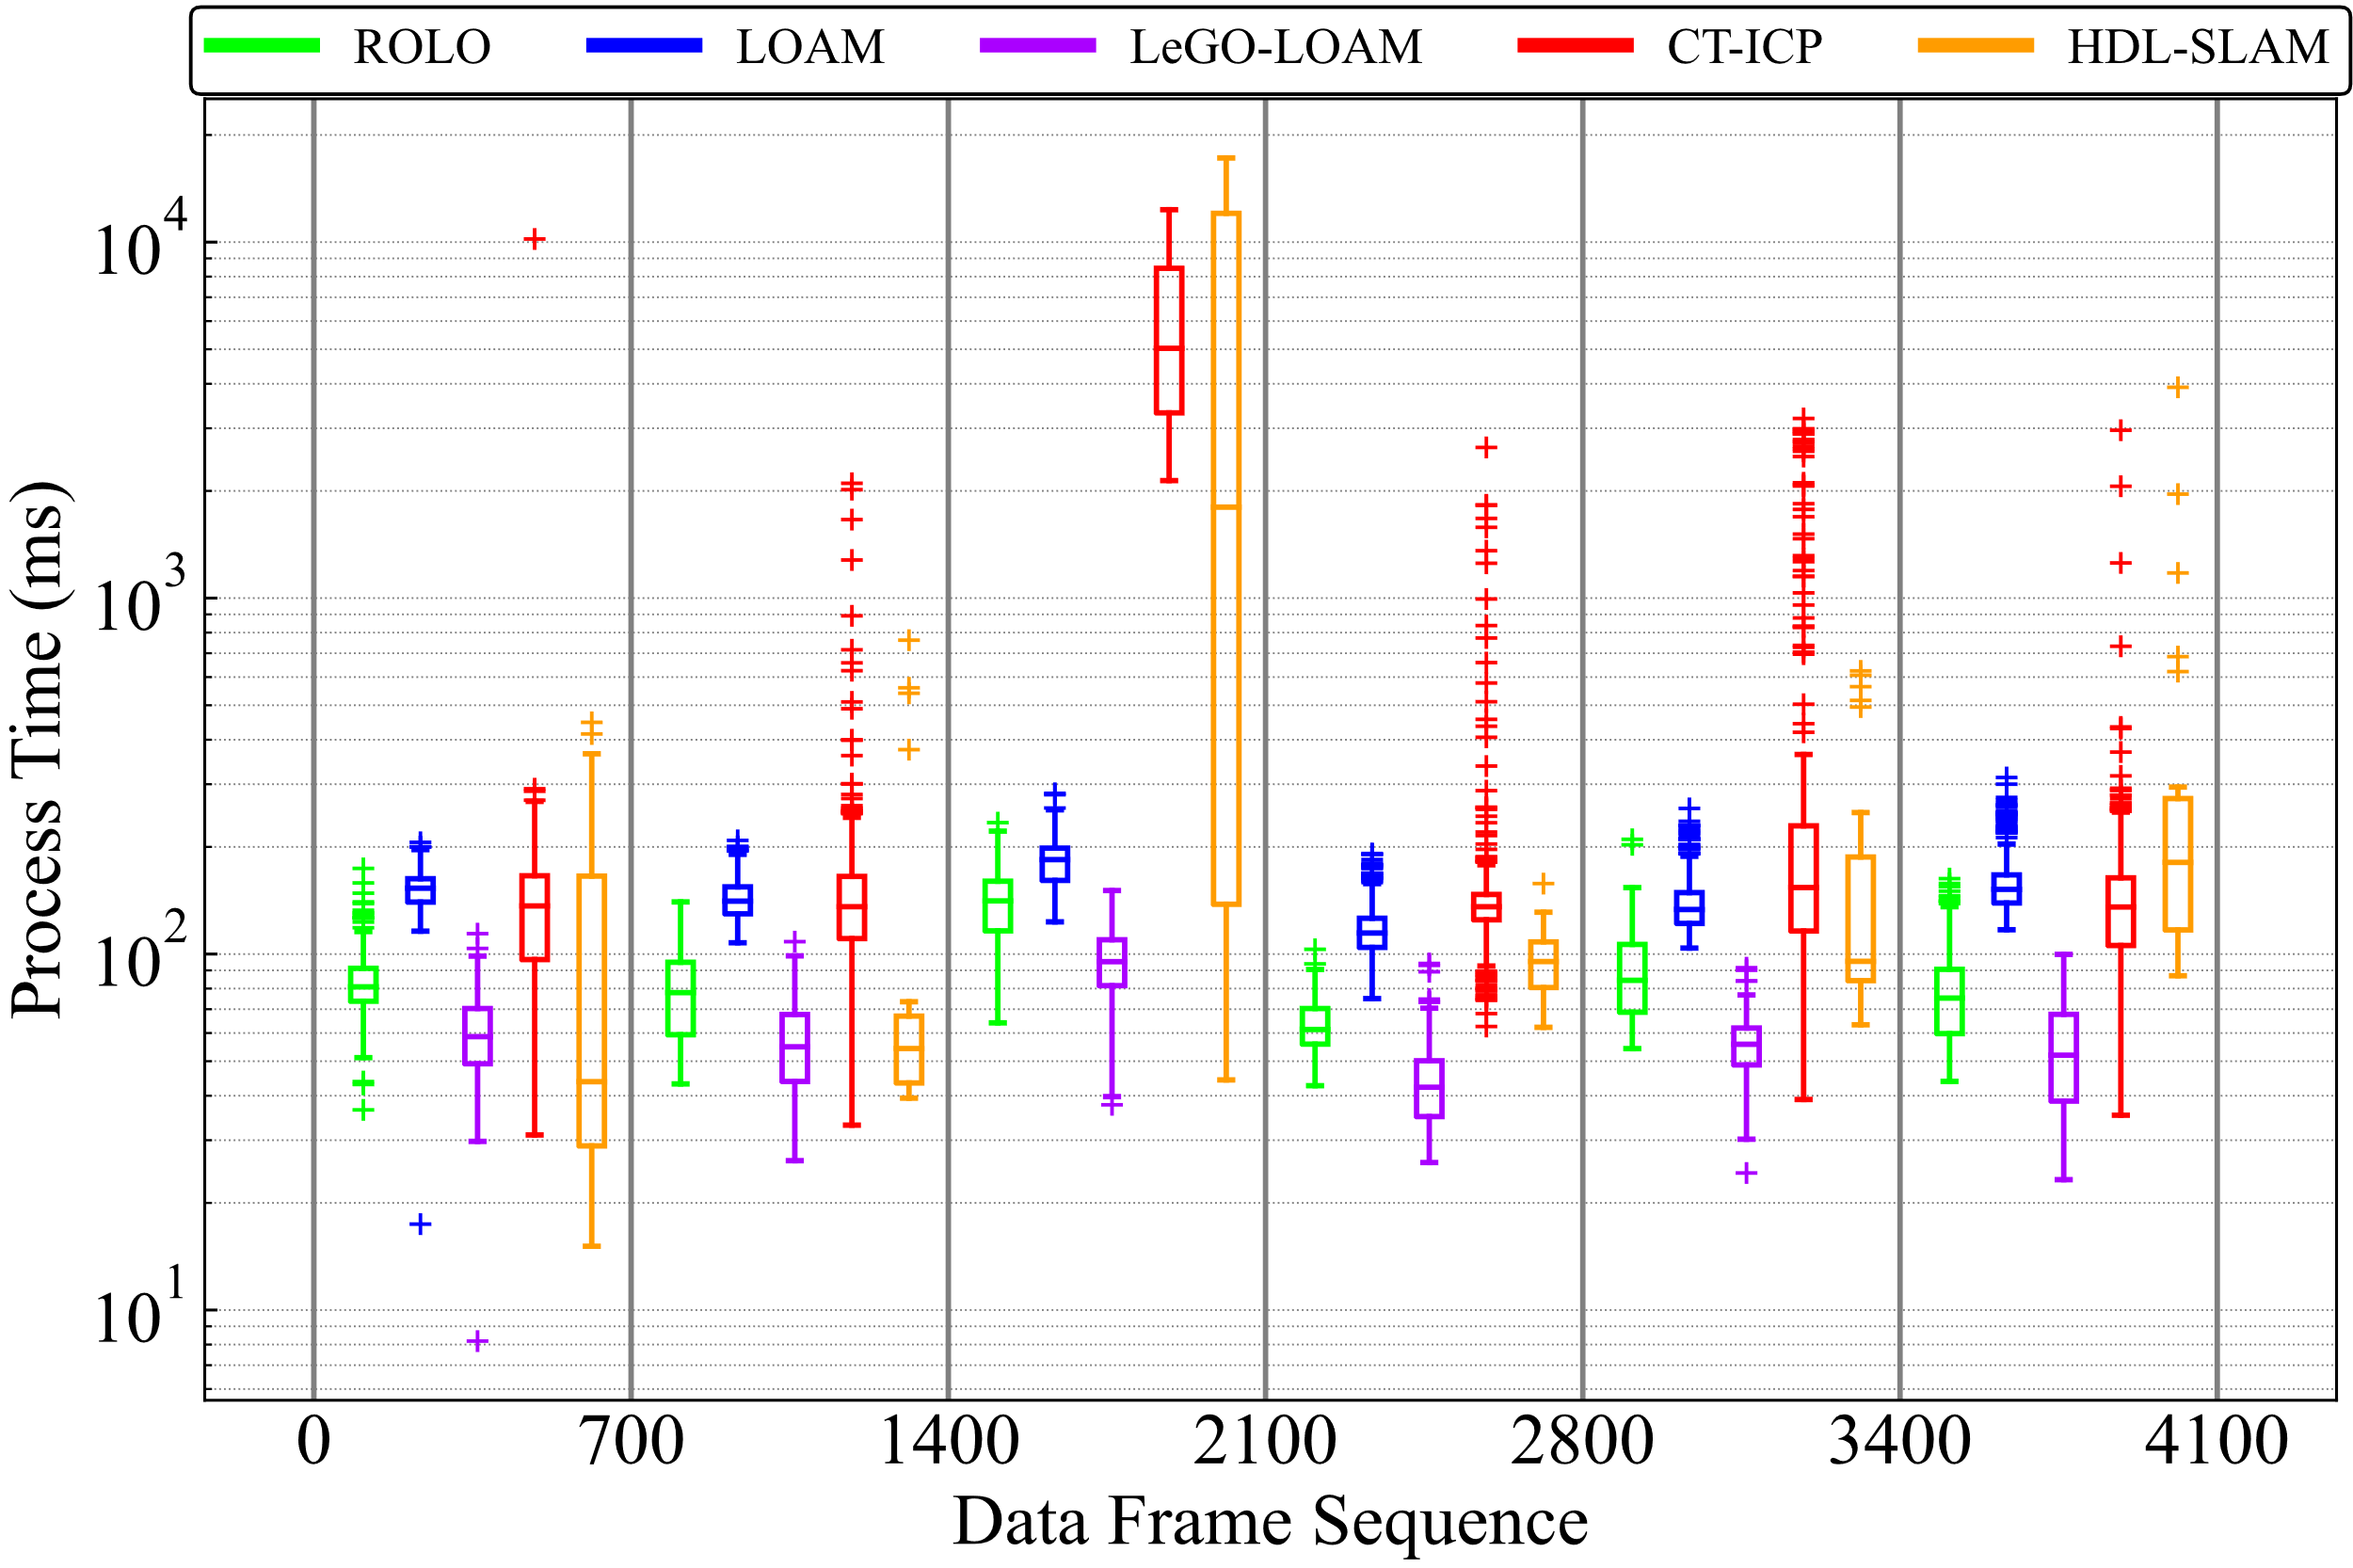 ROLO LOAM LeGO-LOAM CT-ICP HDL-SLAM
Process Time (ms)
10^4
10^3
10^2
10^1
0 700 1400 2100 2800 3400 4100
Data Frame Sequence